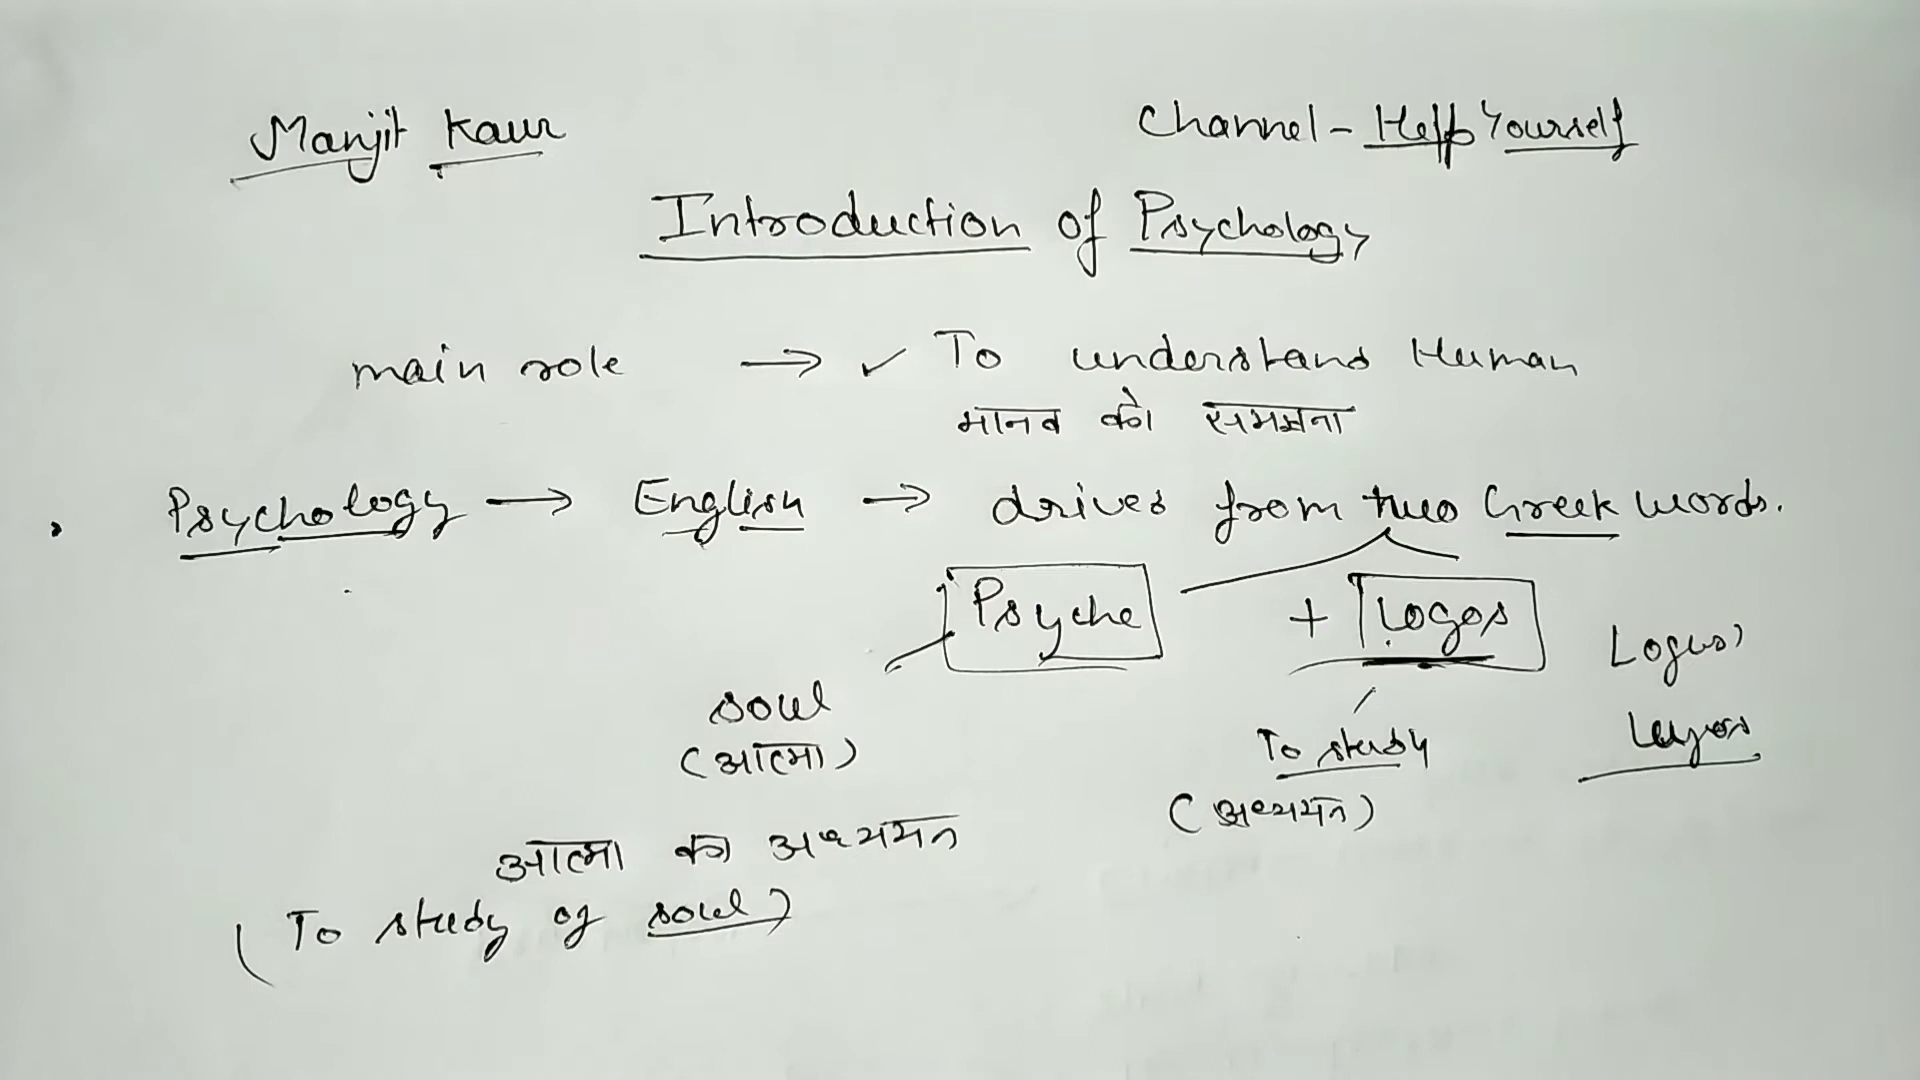 Manjit Kaur
Channel - Help Yourself
Introduction of Psychology
main role → ✓ To understand Human
मानव को समझना
Psychology → English → drives from two Greek words.
Psyche + Logos
Logus
soul
To study
(आत्मा)
(अध्ययन)
आत्मा का अध्ययन
(To study of soul)